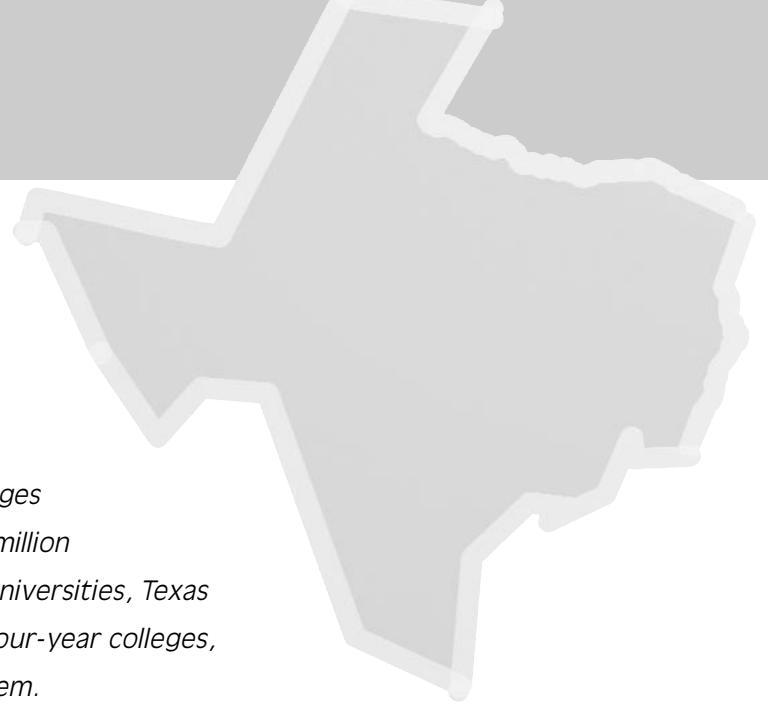 ges
million
niversities, Texas
our-year colleges,
em.